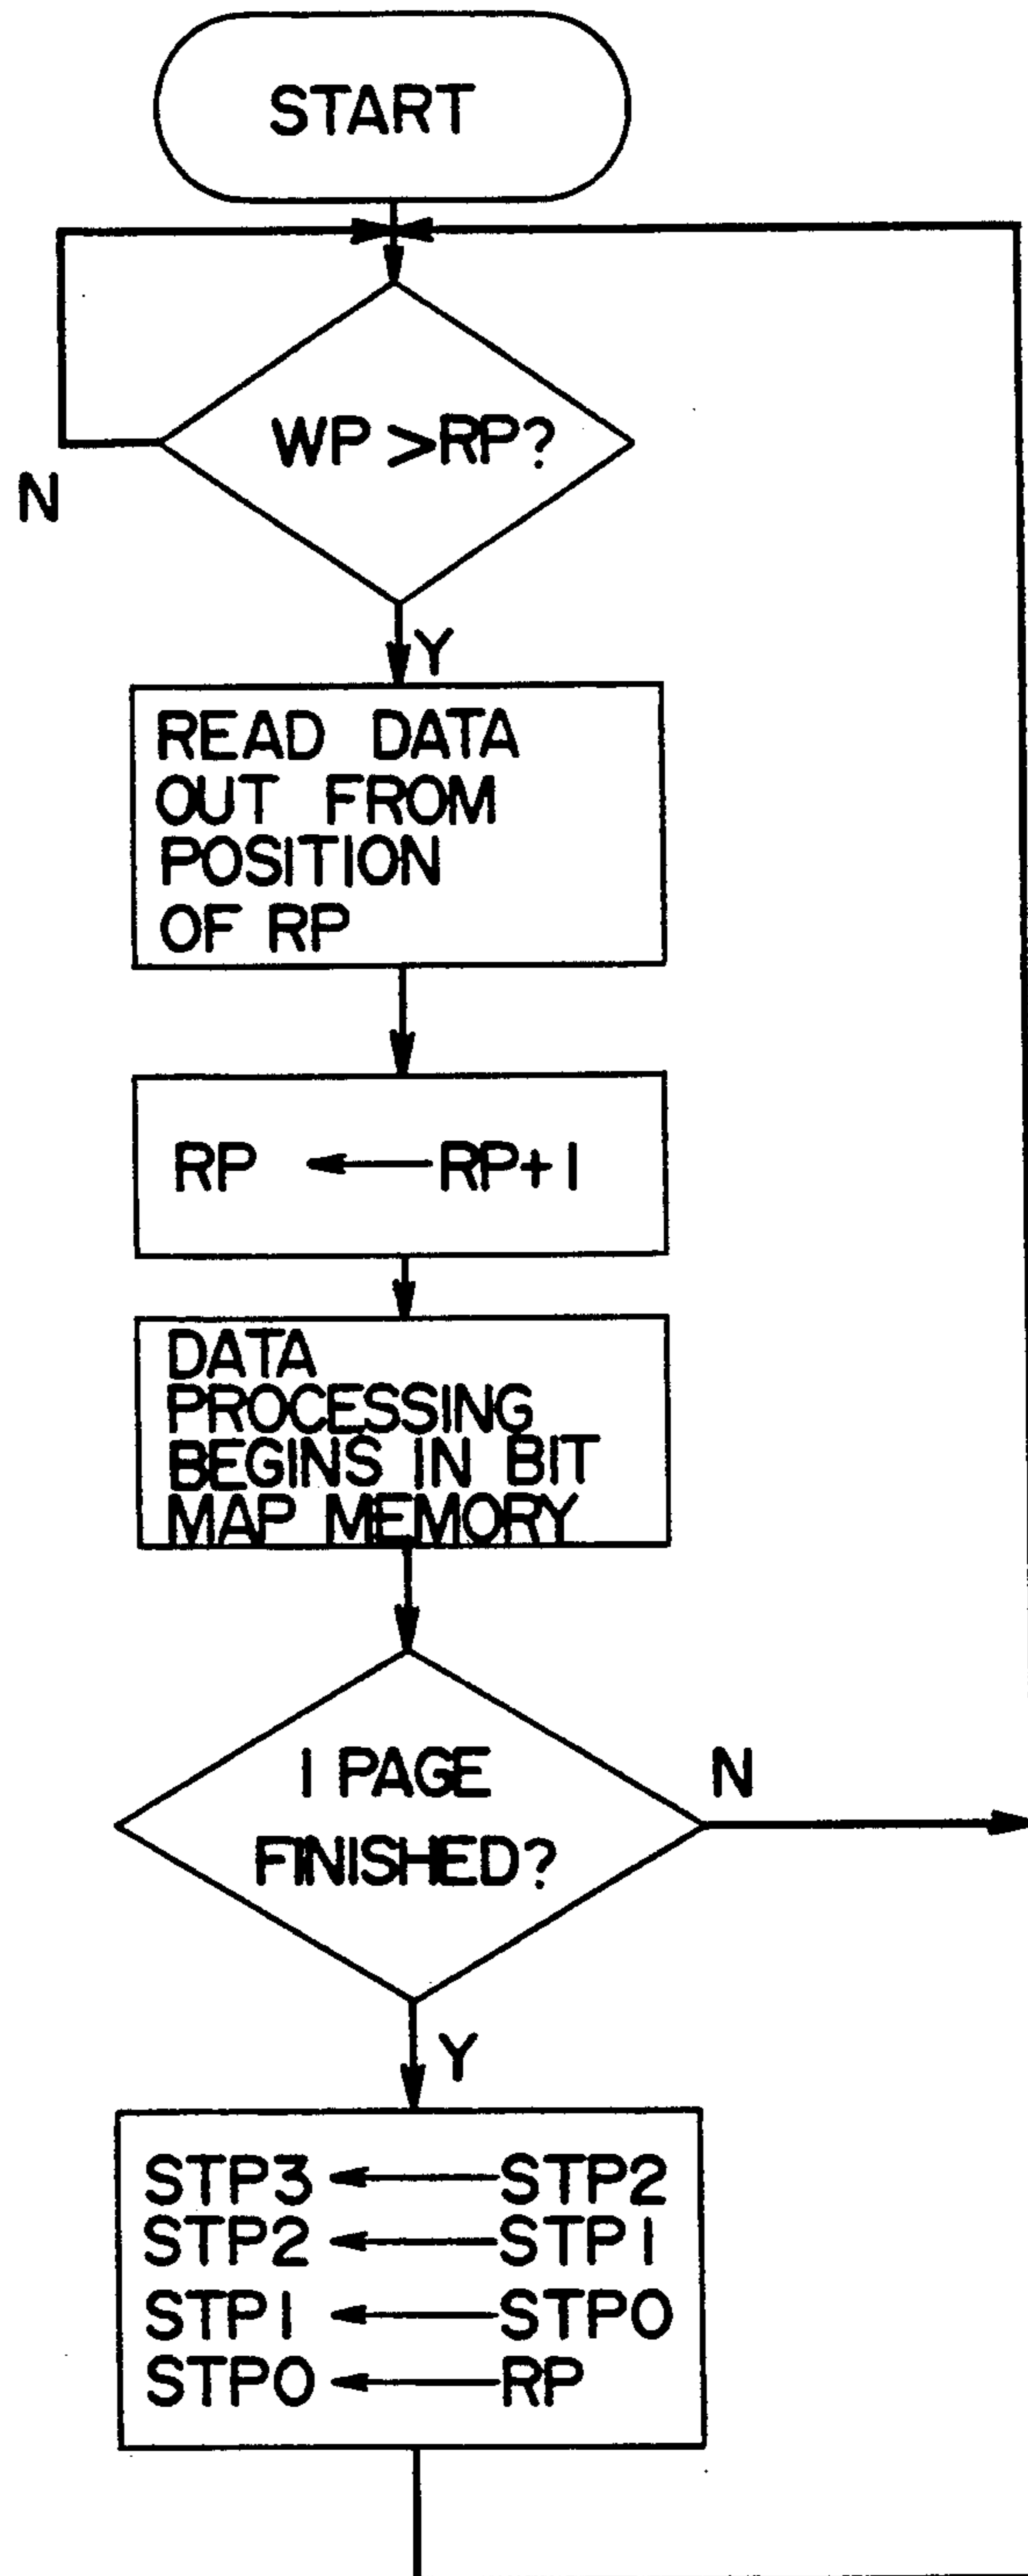 START
WP >RP?
N
Y
READ DATA
OUT FROM
POSITION
OF RP
RP ← RP+1
DATA
PROCESSING
BEGINS IN BIT
MAP MEMORY
1 PAGE
FINISHED?
N
Y
STP3 ← STP2
STP2 ← STP1
STP1 ← STP0
STP0 ← RP